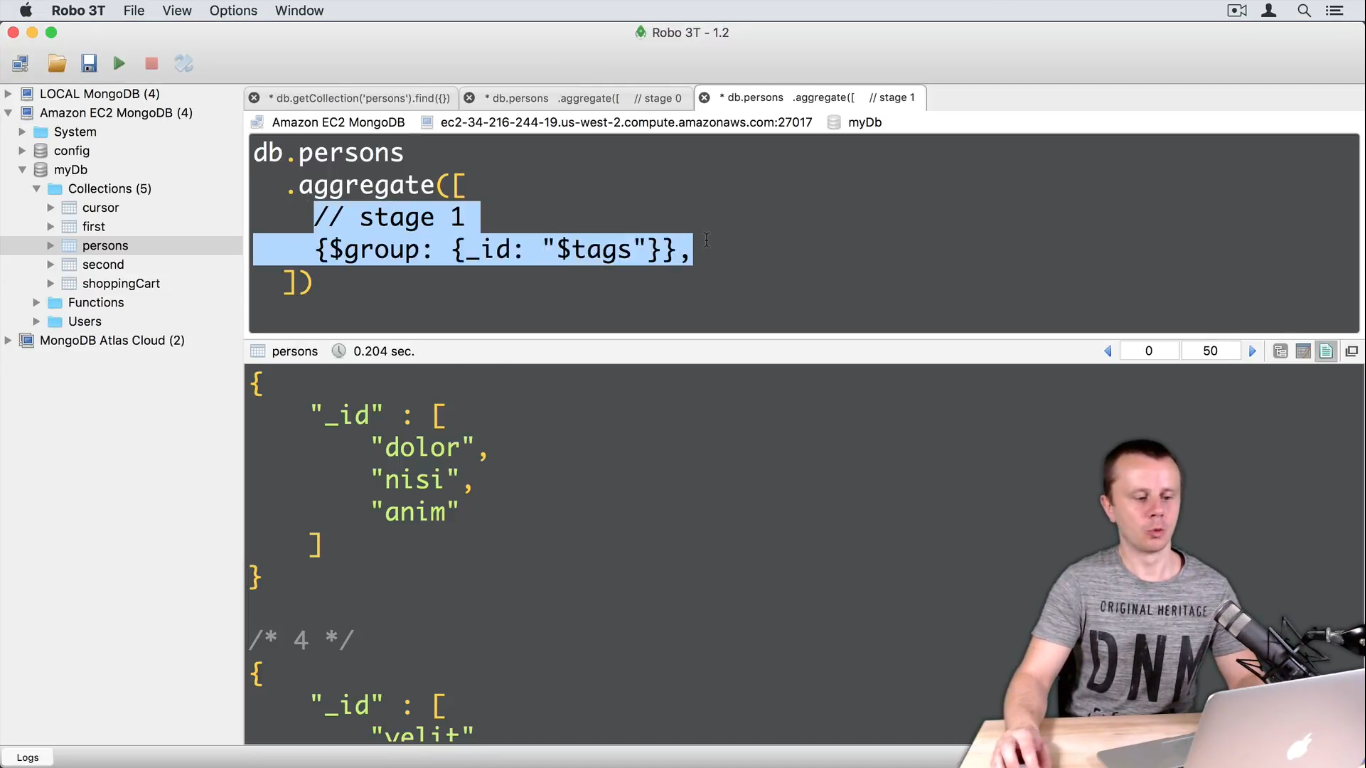 Robo 3T File View Options Window
Robo 3T - 1.2
LOCAL MongoDB (4)
Amazon EC2 MongoDB (4)
System
config
myDb
Collections (5)
cursor
first
persons
second
shoppingCart
Functions
Users
MongoDB Atlas Cloud (2)
* db.getCollection('persons').find({})
* db.persons .aggregate([ // stage 0
* db.persons .aggregate([ // stage 1
Amazon EC2 MongoDB ec2-34-216-244-19.us-west-2.compute.amazonaws.com:27017 myDb
db.persons
.aggregate([
// stage 1
{$group: {_id: "$tags"}},
])
persons 0.204 sec. 0 50
{
"_id" : [
"dolor",
"nisi",
"anim"
]
}
/* 4 */
{
"_id" : [
"velit"
ORIGINAL HERITAGE
DNM
Logs